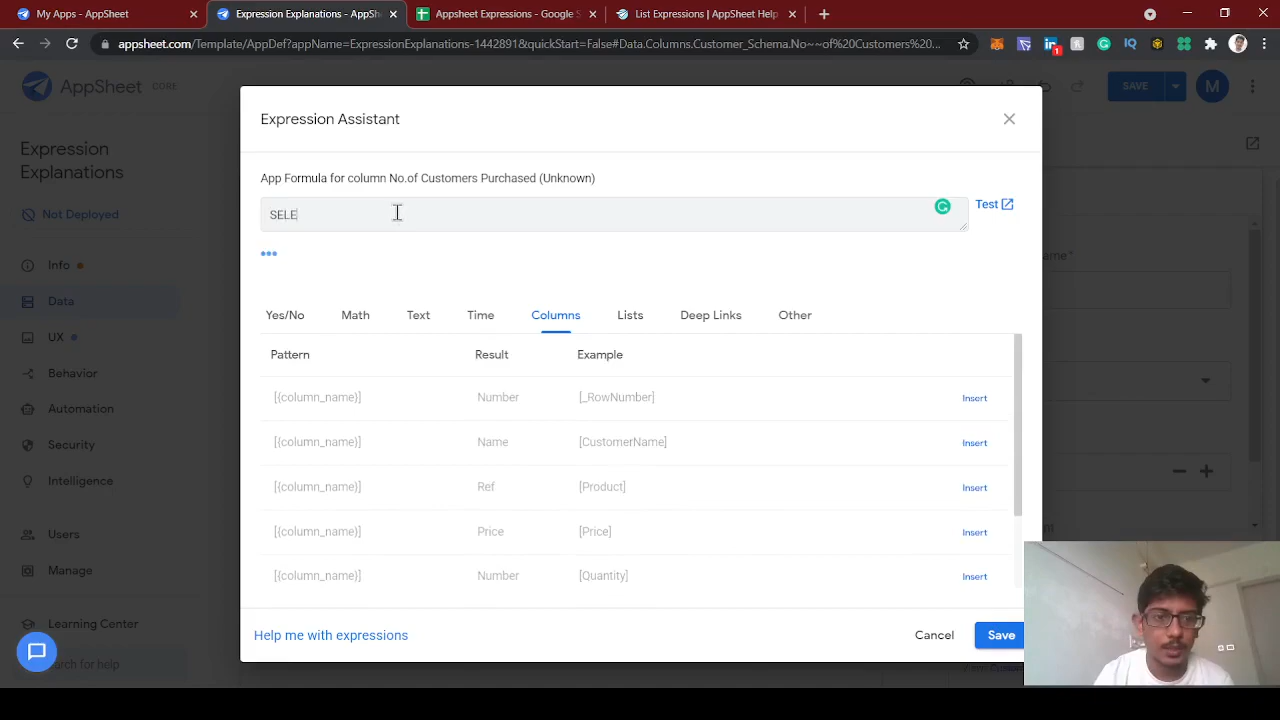 My Apps - AppSheet
Expression Explanations - AppSh
Appsheet Expressions - Google S
List Expressions | AppSheet Help
appsheet.com/Template/AppDef?appName=ExpressionExplanations-1442891&quickStart=False#Data.Columns.Customer_Schema.No~~of%20Customers%20...
AppSheet CORE
SAVE
M
Expression
Explanations
Not Deployed
Info
Data
UX
Behavior
Automation
Security
Intelligence
Users
Manage
Learning Center
earch for help
Expression Assistant
App Formula for column No.of Customers Purchased (Unknown)
SELE
Test
Yes/No Math Text Time Columns Lists Deep Links Other
Pattern Result Example
[{column_name}] Number [_RowNumber] Insert
[{column_name}] Name [CustomerName] Insert
[{column_name}] Ref [Product] Insert
[{column_name}] Price [Price] Insert
[{column_name}] Number [Quantity] Insert
Help me with expressions
Cancel
Save
ame*